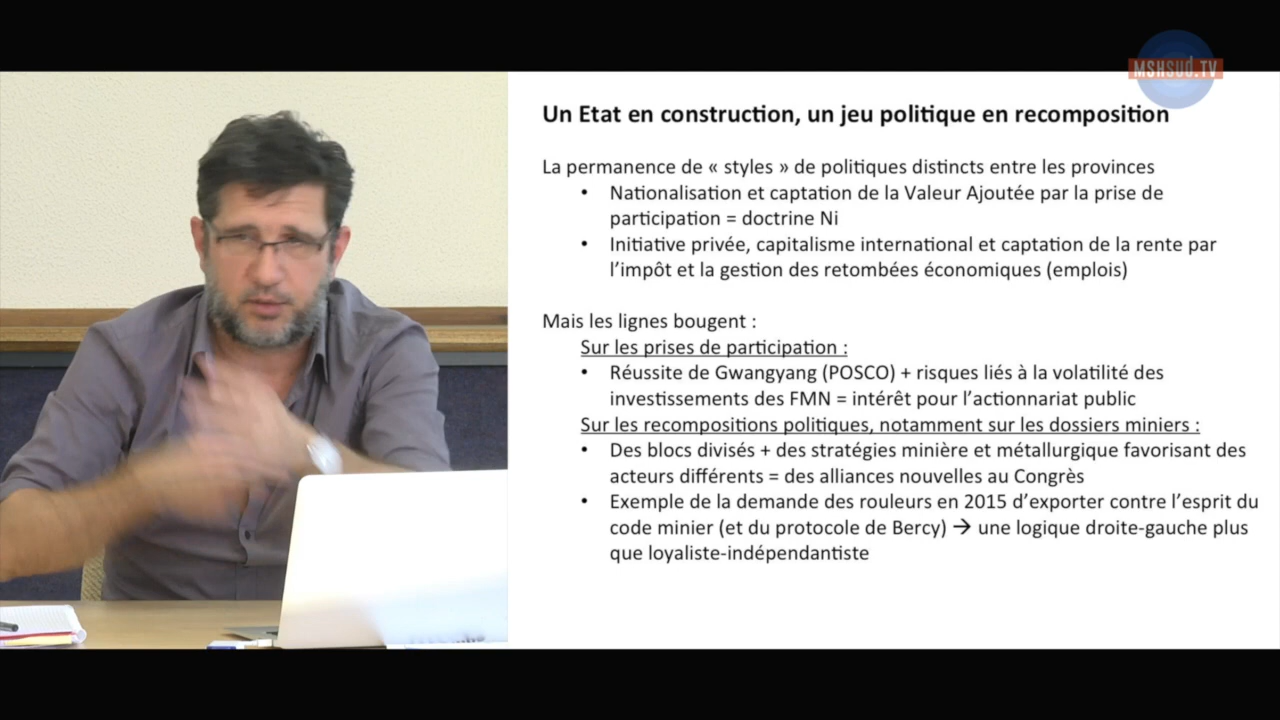 MSHSUD.TV
Un Etat en construction, un jeu politique en recomposition
La permanence de « styles » de politiques distincts entre les provinces
• Nationalisation et captation de la Valeur Ajoutée par la prise de
participation = doctrine Ni
• Initiative privée, capitalisme international et captation de la rente par
l’impôt et la gestion des retombées économiques (emplois)
Mais les lignes bougent :
Sur les prises de participation :
• Réussite de Gwangyang (POSCO) + risques liés à la volatilité des
investissements des FMN = intérêt pour l’actionnariat public
Sur les recompositions politiques, notamment sur les dossiers miniers :
• Des blocs divisés + des stratégies minière et métallurgique favorisant des
acteurs différents = des alliances nouvelles au Congrès
• Exemple de la demande des rouleurs en 2015 d’exporter contre l’esprit du
code minier (et du protocole de Bercy) → une logique droite-gauche plus
que loyaliste-indépendantiste